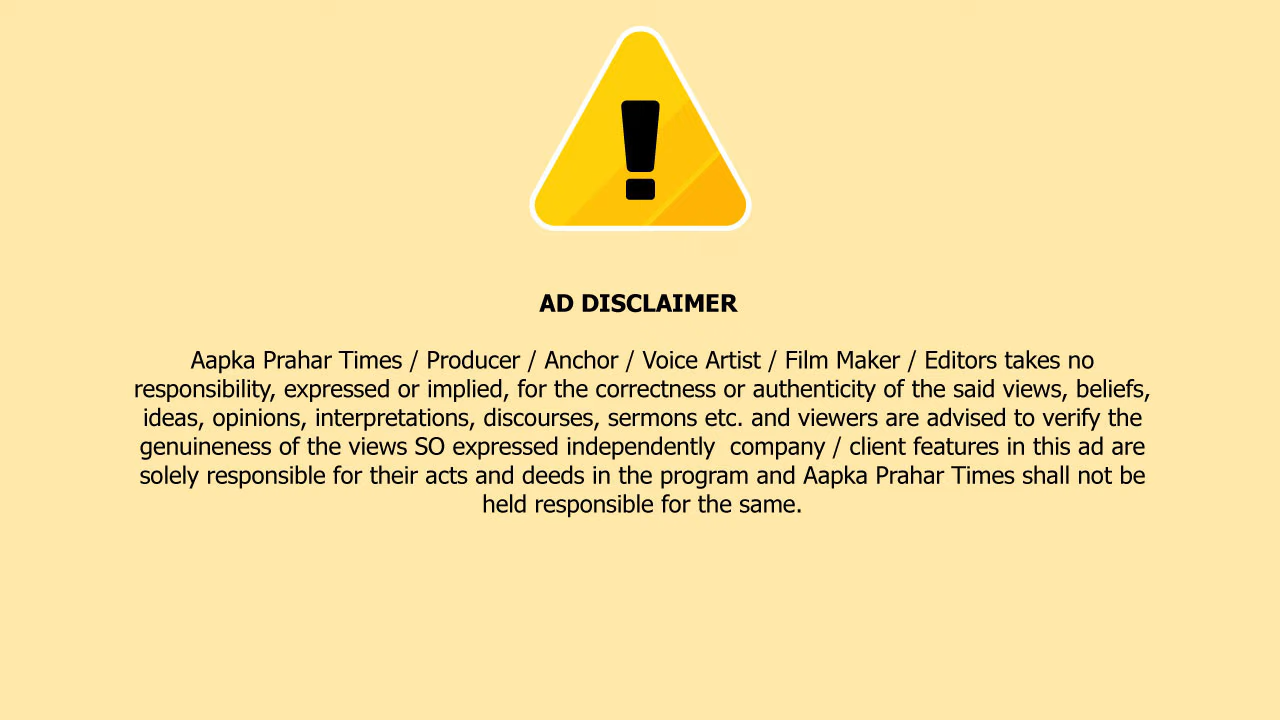 AD DISCLAIMER
Aapka Prahar Times / Producer / Anchor / Voice Artist / Film Maker / Editors takes no
responsibility, expressed or implied, for the correctness or authenticity of the said views, beliefs,
ideas, opinions, interpretations, discourses, sermons etc. and viewers are advised to verify the
genuineness of the views SO expressed independently  company / client features in this ad are
solely responsible for their acts and deeds in the program and Aapka Prahar Times shall not be
held responsible for the same.